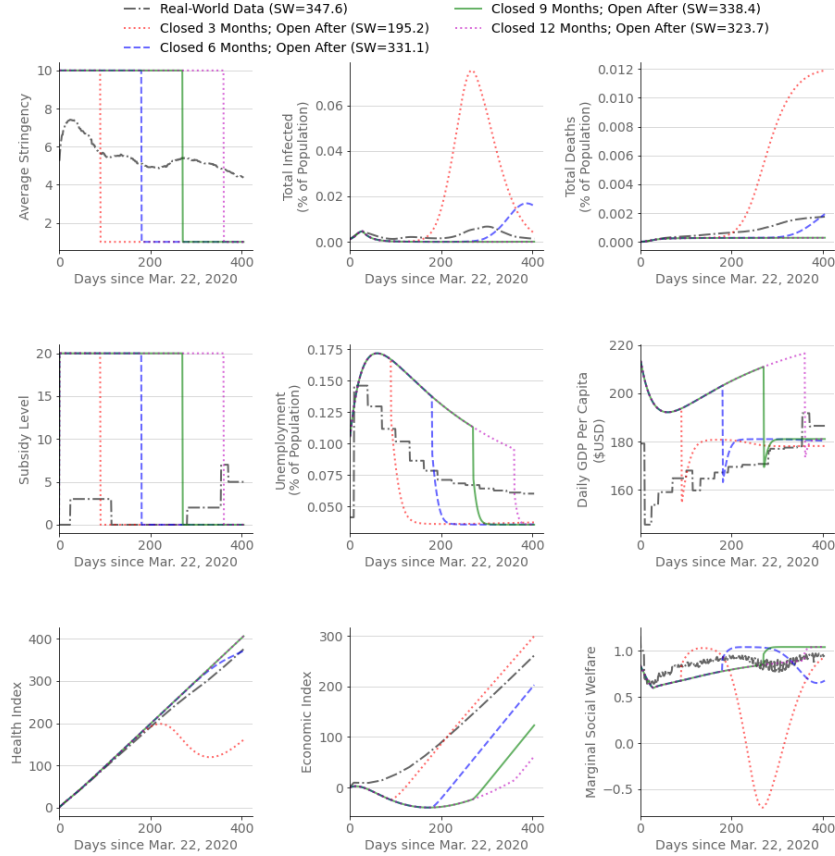 Real-World Data (SW=347.6)
Closed 3 Months; Open After (SW=195.2)
Closed 6 Months; Open After (SW=331.1)
Closed 9 Months; Open After (SW=338.4)
Closed 12 Months; Open After (SW=323.7)
Average Stringency
10
8
6
4
2
0 200 400
Days since Mar. 22, 2020
Total Infected
(% of Population)
0.06
0.04
0.02
0.00
0 200 400
Days since Mar. 22, 2020
Total Deaths
(% of Population)
0.012
0.010
0.008
0.006
0.004
0.002
0.000
0 200 400
Days since Mar. 22, 2020
Subsidy Level
20
15
10
5
0
0 200 400
Days since Mar. 22, 2020
Unemployment
(% of Population)
0.175
0.150
0.125
0.100
0.075
0.050
0 200 400
Days since Mar. 22, 2020
Daily GDP Per Capita
($USD)
220
200
180
160
0 200 400
Days since Mar. 22, 2020
Health Index
400
300
200
100
0
0 200 400
Days since Mar. 22, 2020
Economic Index
300
200
100
0
0 200 400
Days since Mar. 22, 2020
Marginal Social Welfare
1.0
0.5
0.0
−0.5
0 200 400
Days since Mar. 22, 2020